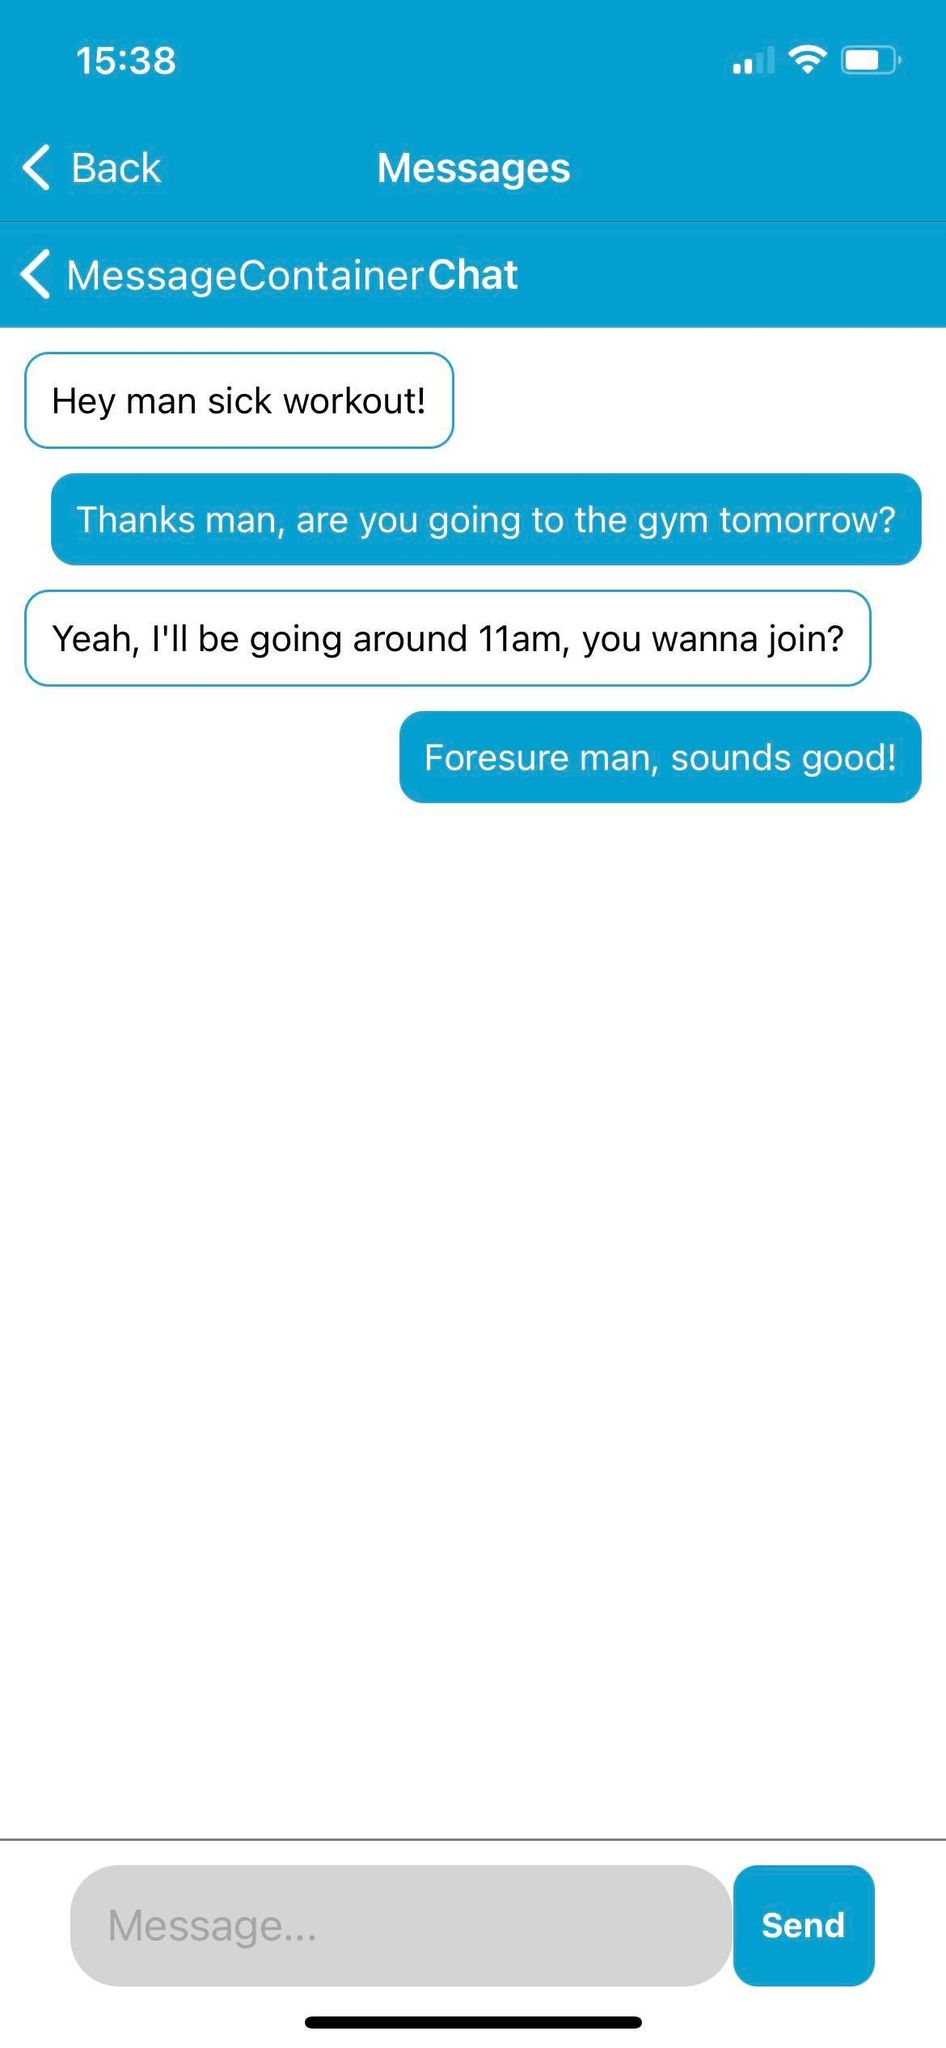 15:38
Back Messages
MessageContainer Chat
Hey man sick workout!
Thanks man, are you going to the gym tomorrow?
Yeah, I'll be going around 11am, you wanna join?
Foresure man, sounds good!
Message...
Send